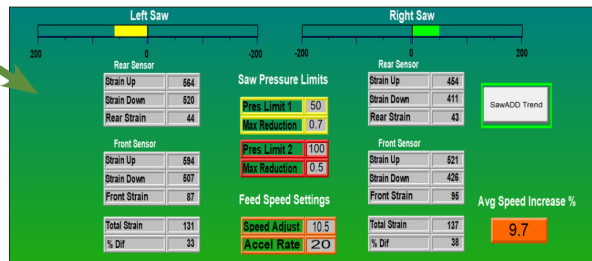 Left Saw
Right Saw
200 0 -200
-200 0 200
Rear Sensor
Strain Up 564
Strain Down 520
Rear Strain 44
Front Sensor
Strain Up 594
Strain Down 507
Front Strain 87
Total Strain 131
% Dif 33
Saw Pressure Limits
Pres Limit 1 50
Max Reduction 0.7
Pres Limit 2 100
Max Reduction 0.5
Feed Speed Settings
Speed Adjust 10.5
Accel Rate 20
Rear Sensor
Strain Up 454
Strain Down 411
Rear Strain 43
Front Sensor
Strain Up 521
Strain Down 426
Front Strain 95
Total Strain 137
% Dif 38
SawADD Trend
Avg Speed Increase %
9.7